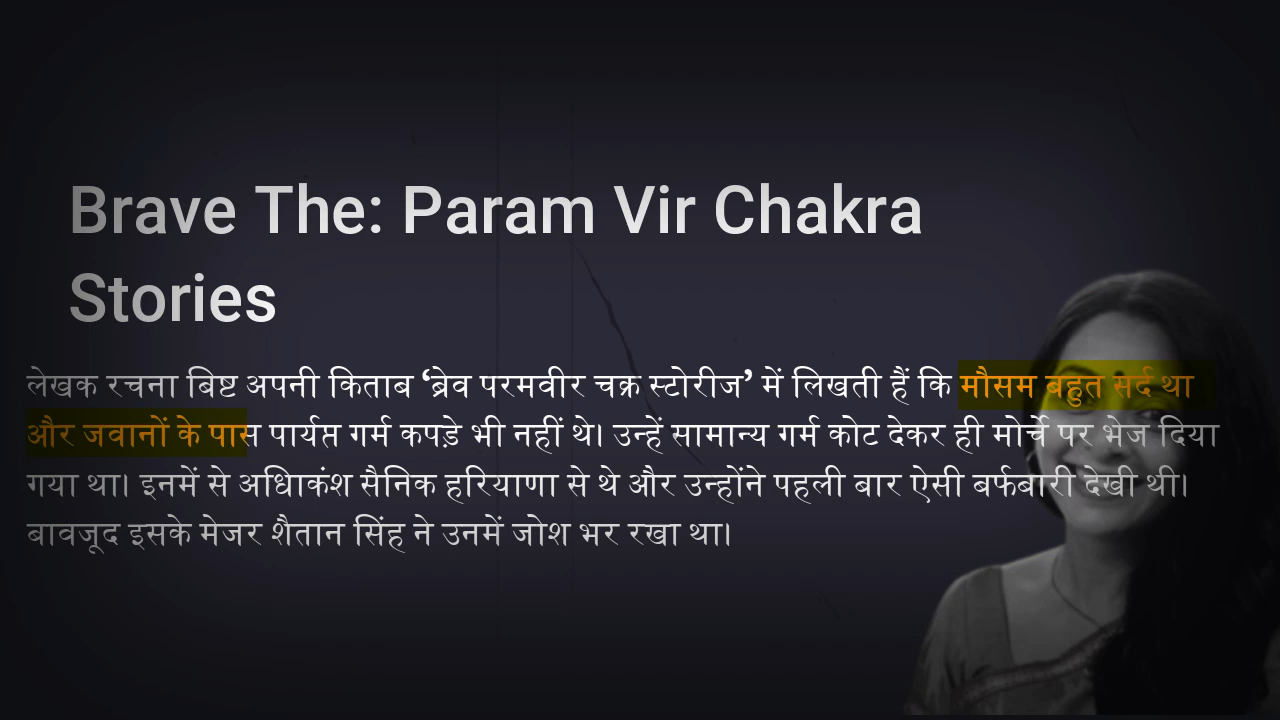 Brave The: Param Vir Chakra
Stories
लेखक रचना बिष्ट अपनी किताब ‘ब्रेव परमवीर चक्र स्टोरीज’ में लिखती हैं कि मौसम बहुत सर्द था
और जवानों के पास पार्यप्त गर्म कपड़े भी नहीं थे। उन्हें सामान्य गर्म कोट देकर ही मोर्चे पर भेज दिया
गया था। इनमें से अधिाकंश सैनिक हरियाणा से थे और उन्होंने पहली बार ऐसी बर्फबारी देखी थी।
बावजूद इसके मेजर शैतान सिंह ने उनमें जोश भर रखा था।